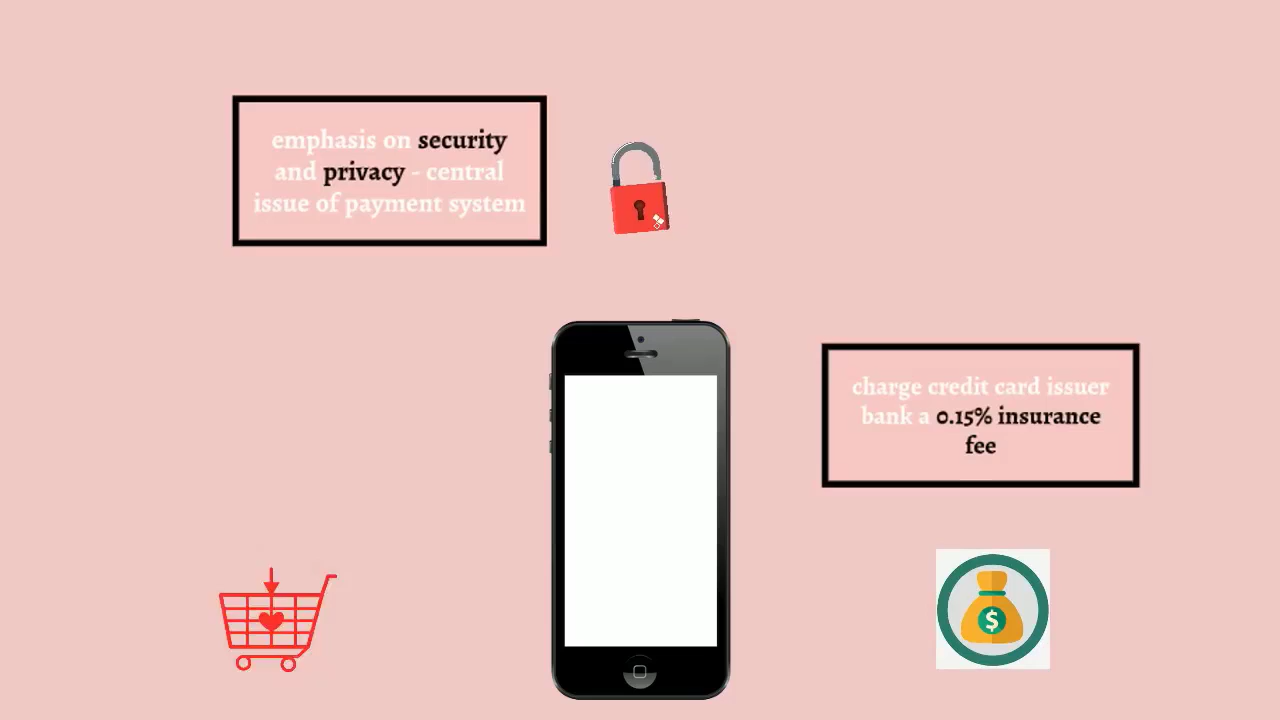 emphasis on security
and privacy - central
issue of payment system
charge credit card issuer
bank a 0.15% insurance
fee
$